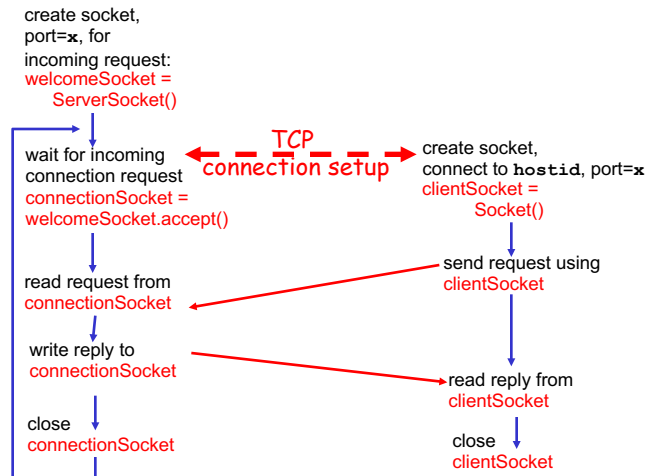 create socket,
port=x, for
incoming request:
welcomeSocket =
ServerSocket()
TCP
connection setup
wait for incoming
connection request
connectionSocket =
welcomeSocket.accept()
create socket,
connect to hostid, port=x
clientSocket =
Socket()
read request from
connectionSocket
send request using
clientSocket
write reply to
connectionSocket
read reply from
clientSocket
close
connectionSocket
close
clientSocket